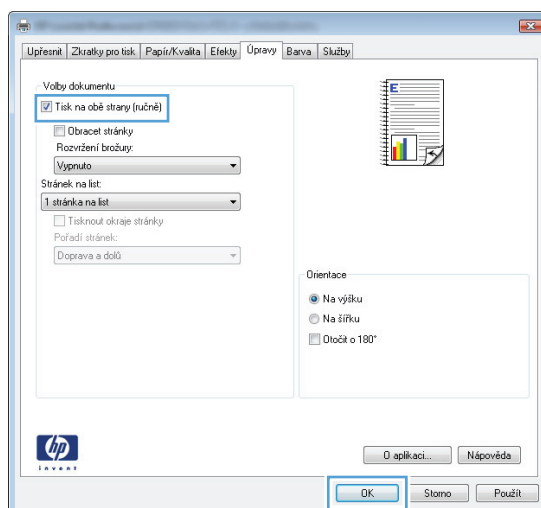 Upřesnit Zkratky pro tisk Papír/Kvalita Efekty Úpravy Barva Služby
Volby dokumentu
Tisk na obě strany (ručně)
Obracet stránky
Rozvržení brožury:
Vypnuto
Stránek na list:
1 stránka na list
Tisknout okraje stránky
Pořadí stránek:
Doprava a dolů
E
Orientace
Na výšku
Na šířku
Otočit o 180°
hp
invent
O aplikaci... Nápověda
OK Storno Použít